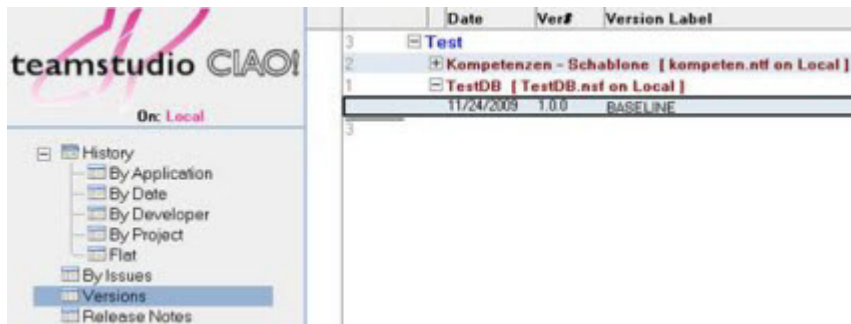 teamstudio CIAO!
On: Local
History
By Application
By Date
By Developer
By Project
Flat
By Issues
Versions
Release Notes
Date Ver# Version Label
3 Test
2 Kompetenzen - Schablone [ kompeten.ntf on Local ]
1 TestDB [ TestDB.nsf on Local ]
11/24/2009 1.0.0 BASELINE
3